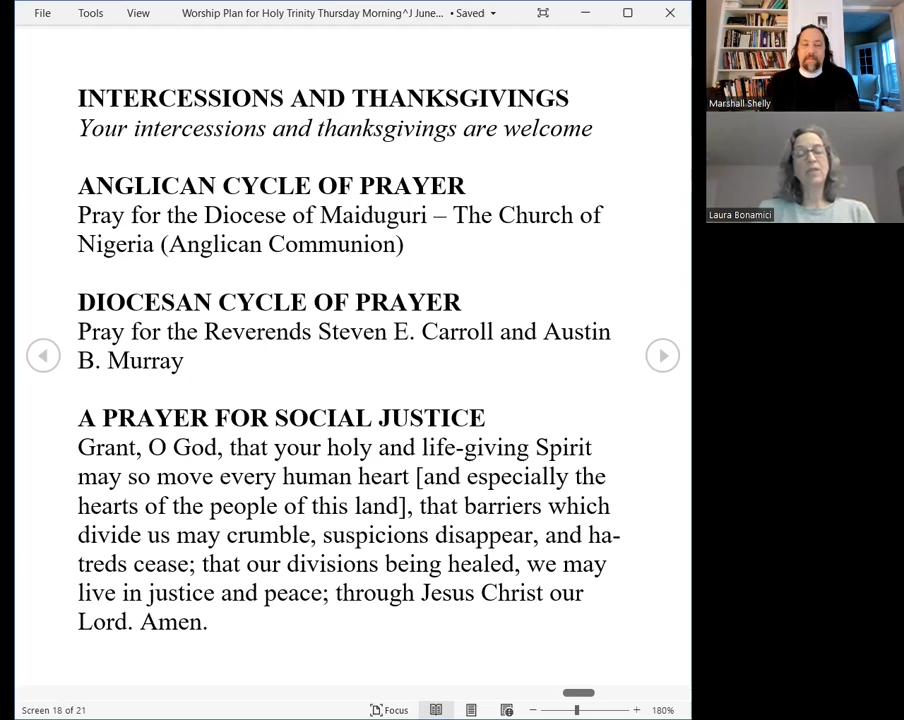 File Tools View Worship Plan for Holy Trinity Thursday Morning^J June... • Saved
INTERCESSIONS AND THANKSGIVINGS
Your intercessions and thanksgivings are welcome
ANGLICAN CYCLE OF PRAYER
Pray for the Diocese of Maiduguri – The Church of
Nigeria (Anglican Communion)
DIOCESAN CYCLE OF PRAYER
Pray for the Reverends Steven E. Carroll and Austin
B. Murray
A PRAYER FOR SOCIAL JUSTICE
Grant, O God, that your holy and life-giving Spirit
may so move every human heart [and especially the
hearts of the people of this land], that barriers which
divide us may crumble, suspicions disappear, and ha-
treds cease; that our divisions being healed, we may
live in justice and peace; through Jesus Christ our
Lord. Amen.
Screen 18 of 21 Focus 180%
Marshall Shelly
Laura Bonamici